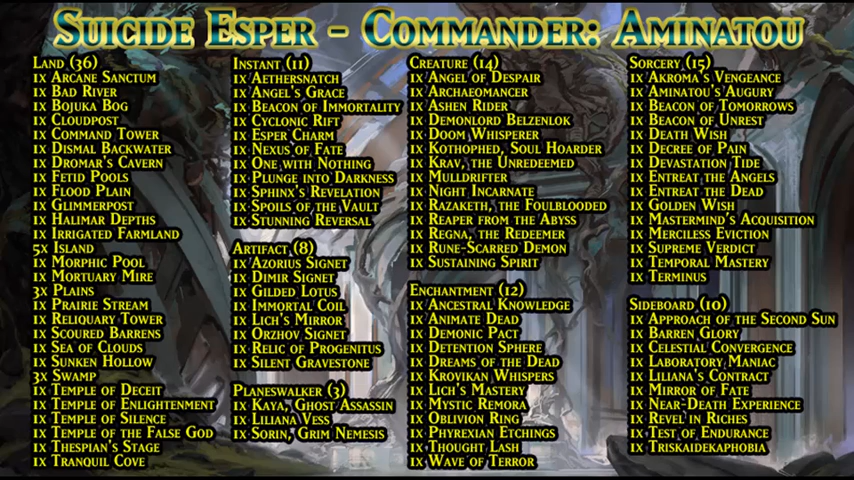 Suicide Esper – Commander: Aminatou
Land (36)
1x Arcane Sanctum
1x Bad River
1x Bojuka Bog
1x Cloudpost
1x Command Tower
1x Dismal Backwater
1x Dromar's Cavern
1x Fetid Pools
1x Flood Plain
1x Glimmerpost
1x Halimar Depths
1x Irrigated Farmland
5x Island
1x Morphic Pool
1x Mortuary Mire
3x Plains
1x Prairie Stream
1x Reliquary Tower
1x Scoured Barrens
1x Sea of Clouds
1x Sunken Hollow
3x Swamp
1x Temple of Deceit
1x Temple of Enlightenment
1x Temple of Silence
1x Temple of the False God
1x Thespian's Stage
1x Tranquil Cove
Instant (11)
1x Aethersnatch
1x Angel's Grace
1x Beacon of Immortality
1x Cyclonic Rift
1x Esper Charm
1x Nexus of Fate
1x One with Nothing
1x Plunge into Darkness
1x Sphinx's Revelation
1x Spoils of the Vault
1x Stunning Reversal
Artifact (8)
1x Azorius Signet
1x Dimir Signet
1x Gilded Lotus
1x Immortal Coil
1x Lich's Mirror
1x Orzhov Signet
1x Relic of Progenitus
1x Silent Gravestone
Planeswalker (3)
1x Kaya, Ghost Assassin
1x Liliana Vess
1x Sorin, Grim Nemesis
Creature (14)
1x Angel of Despair
1x Archaeomancer
1x Ashen Rider
1x Demonlord Belzenlok
1x Doom Whisperer
1x Kothophed, Soul Hoarder
1x Krav, the Unredeemed
1x Mulldrifter
1x Night Incarnate
1x Razaketh, the Foulblooded
1x Reaper from the Abyss
1x Regna, the Redeemer
1x Rune-Scarred Demon
1x Sustaining Spirit
Enchantment (12)
1x Ancestral Knowledge
1x Animate Dead
1x Demonic Pact
1x Detention Sphere
1x Dreams of the Dead
1x Krovikan Whispers
1x Lich's Mastery
1x Mystic Remora
1x Oblivion Ring
1x Phyrexian Etchings
1x Thought Lash
1x Wave of Terror
Sorcery (15)
1x Akroma's Vengeance
1x Aminatou's Augury
1x Beacon of Tomorrows
1x Beacon of Unrest
1x Death Wish
1x Decree of Pain
1x Devastation Tide
1x Entreat the Angels
1x Entreat the Dead
1x Golden Wish
1x Mastermind's Acquisition
1x Merciless Eviction
1x Supreme Verdict
1x Temporal Mastery
1x Terminus
Sideboard (10)
1x Approach of the Second Sun
1x Barren Glory
1x Celestial Convergence
1x Laboratory Maniac
1x Liliana's Contract
1x Mirror of Fate
1x Near-Death Experience
1x Revel in Riches
1x Test of Endurance
1x Triskaidekaphobia